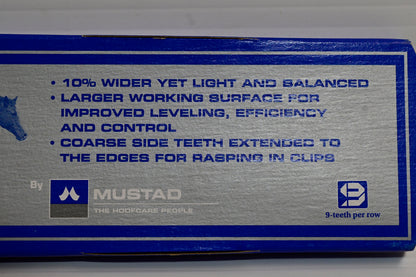 • 10% WIDER YET LIGHT AND BALANCED
• LARGER WORKING SURFACE FOR
IMPROVED LEVELING, EFFICIENCY
AND CONTROL
• COARSE SIDE TEETH EXTENDED TO
THE EDGES FOR RASPING IN CLIPS
By
MUSTAD
THE HOOFCARE PEOPLE
9
9-teeth per row